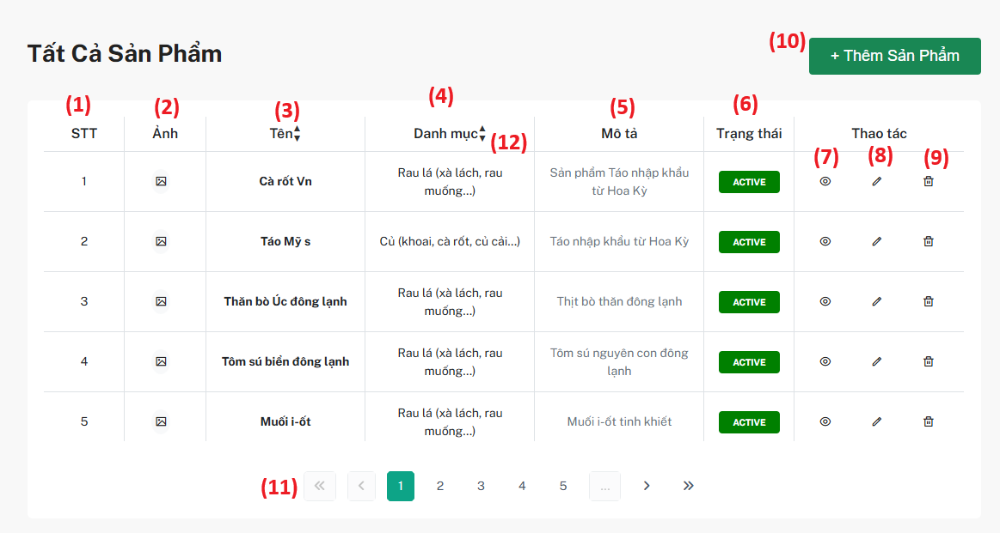 (10)
Tất Cả Sản Phẩm
+ Thêm Sản Phẩm
(1) (2) (3) (4) (5) (6)
STT Ảnh Tên Danh mục (12) Mô tả Trạng thái Thao tác
(7) (8) (9)
1 Cà rốt Vn Rau lá (xà lách, rau Sản phẩm Táo nhập khẩu ACTIVE
muống...) từ Hoa Kỳ
2 Táo Mỹ s Củ (khoai, cà rốt, củ cải...) Táo nhập khẩu từ Hoa Kỳ ACTIVE
3 Thăn bò Úc đông lạnh Rau lá (xà lách, rau Thịt bò thăn đông lạnh ACTIVE
muống...)
4 Tôm sú biển đông lạnh Rau lá (xà lách, rau Tôm sú nguyên con đông ACTIVE
muống...) lạnh
5 Muối i-ốt Rau lá (xà lách, rau Muối i-ốt tinh khiết ACTIVE
muống...)
(11) « ‹ 1 2 3 4 5 ... › »